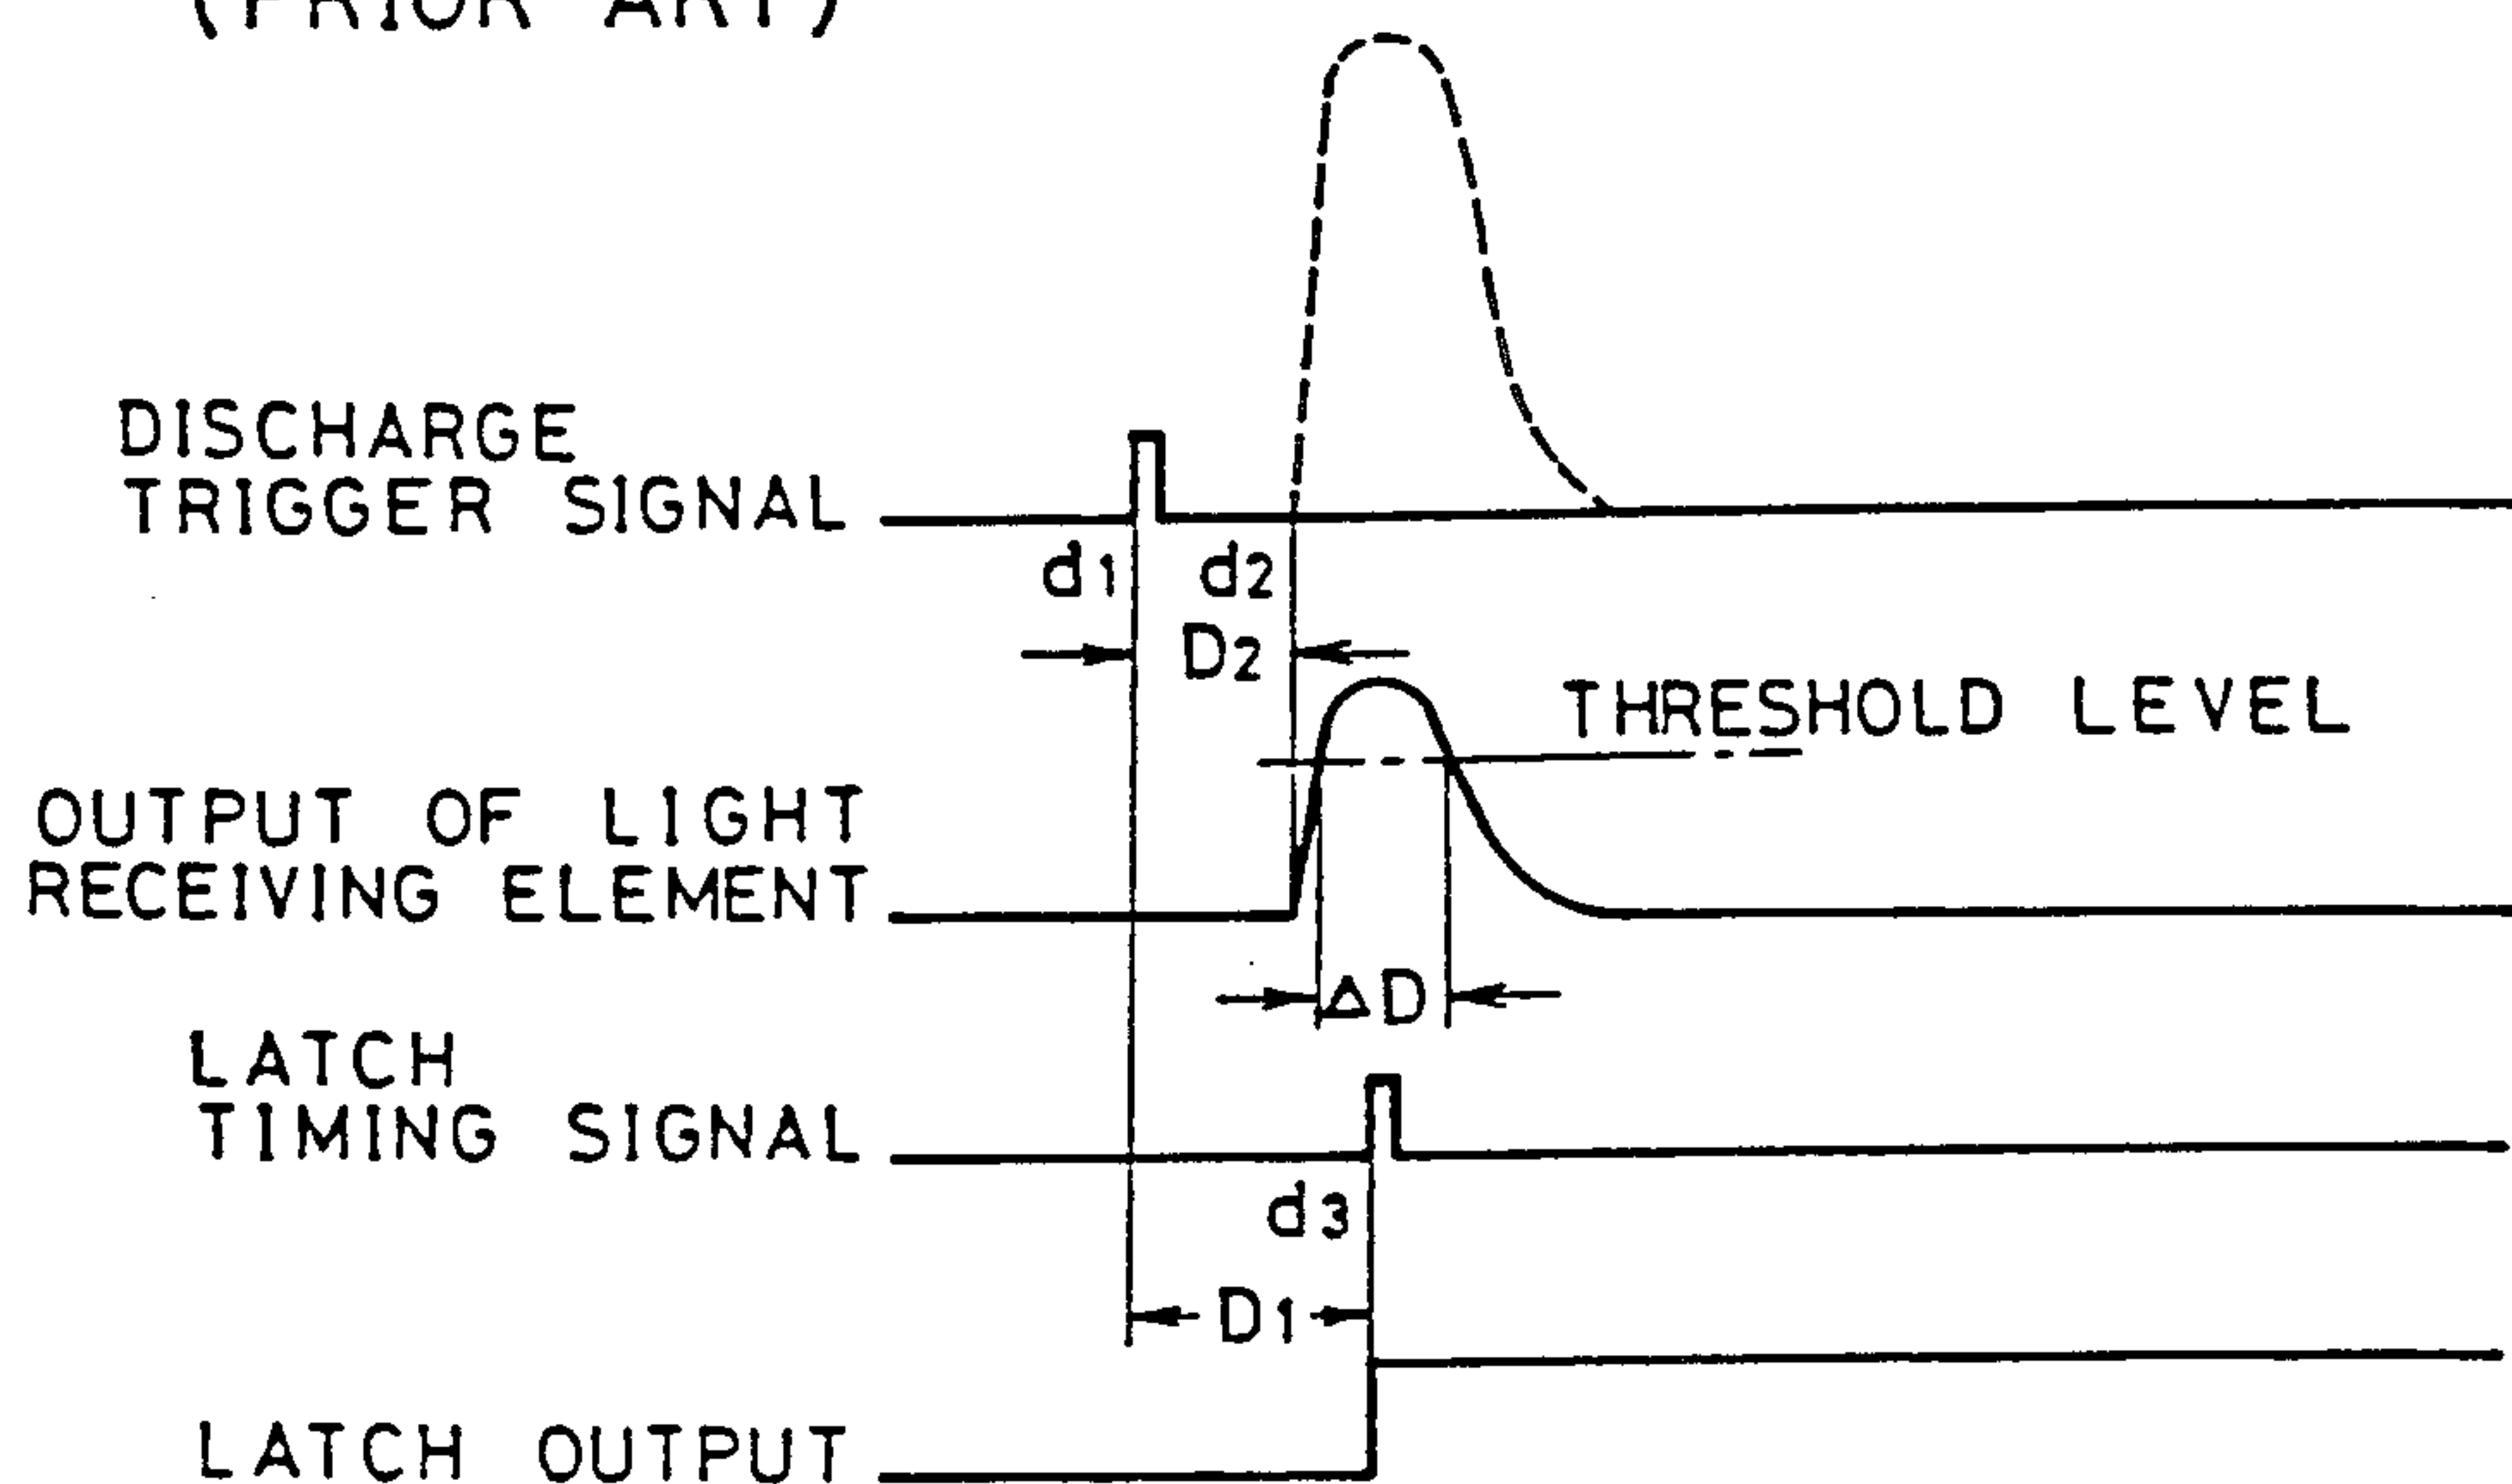 (PRIOR ART)
DISCHARGE
TRIGGER SIGNAL
d1 d2
D2
THRESHOLD LEVEL
OUTPUT OF LIGHT
RECEIVING ELEMENT
ΔD
LATCH
TIMING SIGNAL
d3
D1
LATCH OUTPUT